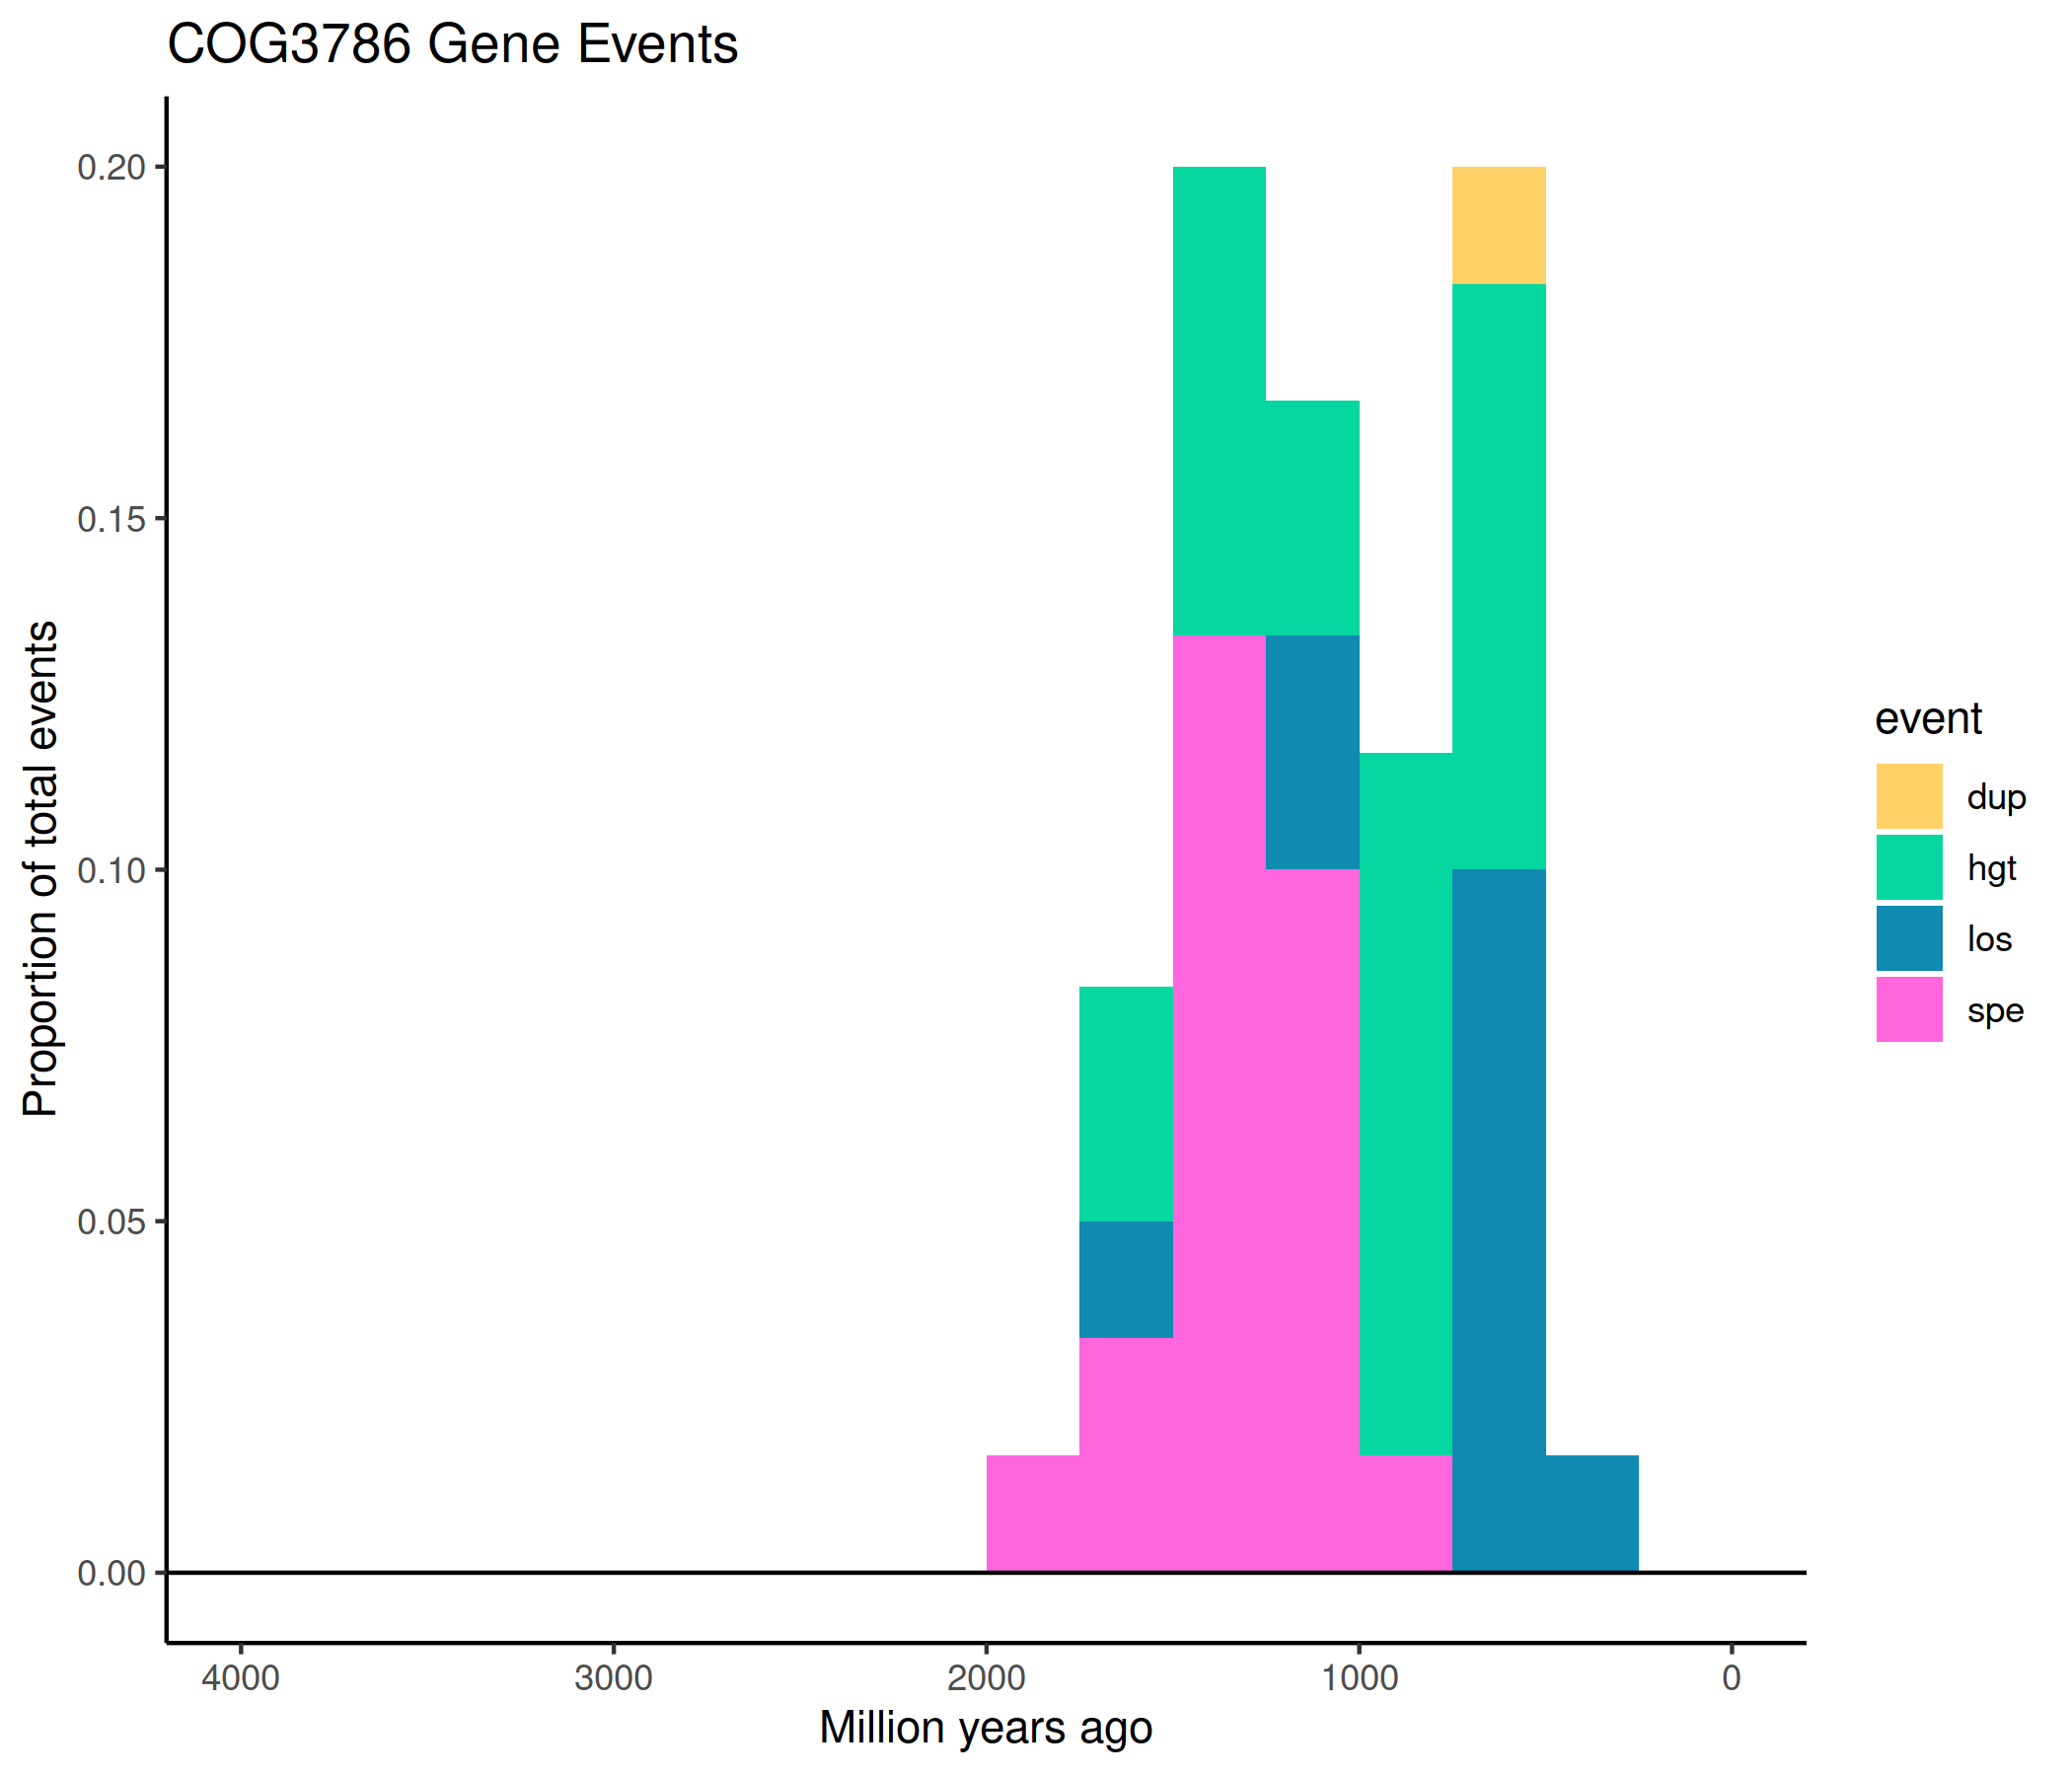 COG3786 Gene Events
Proportion of total events
0.20
0.15
0.10
0.05
0.00
4000 3000 2000 1000 0
Million years ago
event
dup
hgt
los
spe